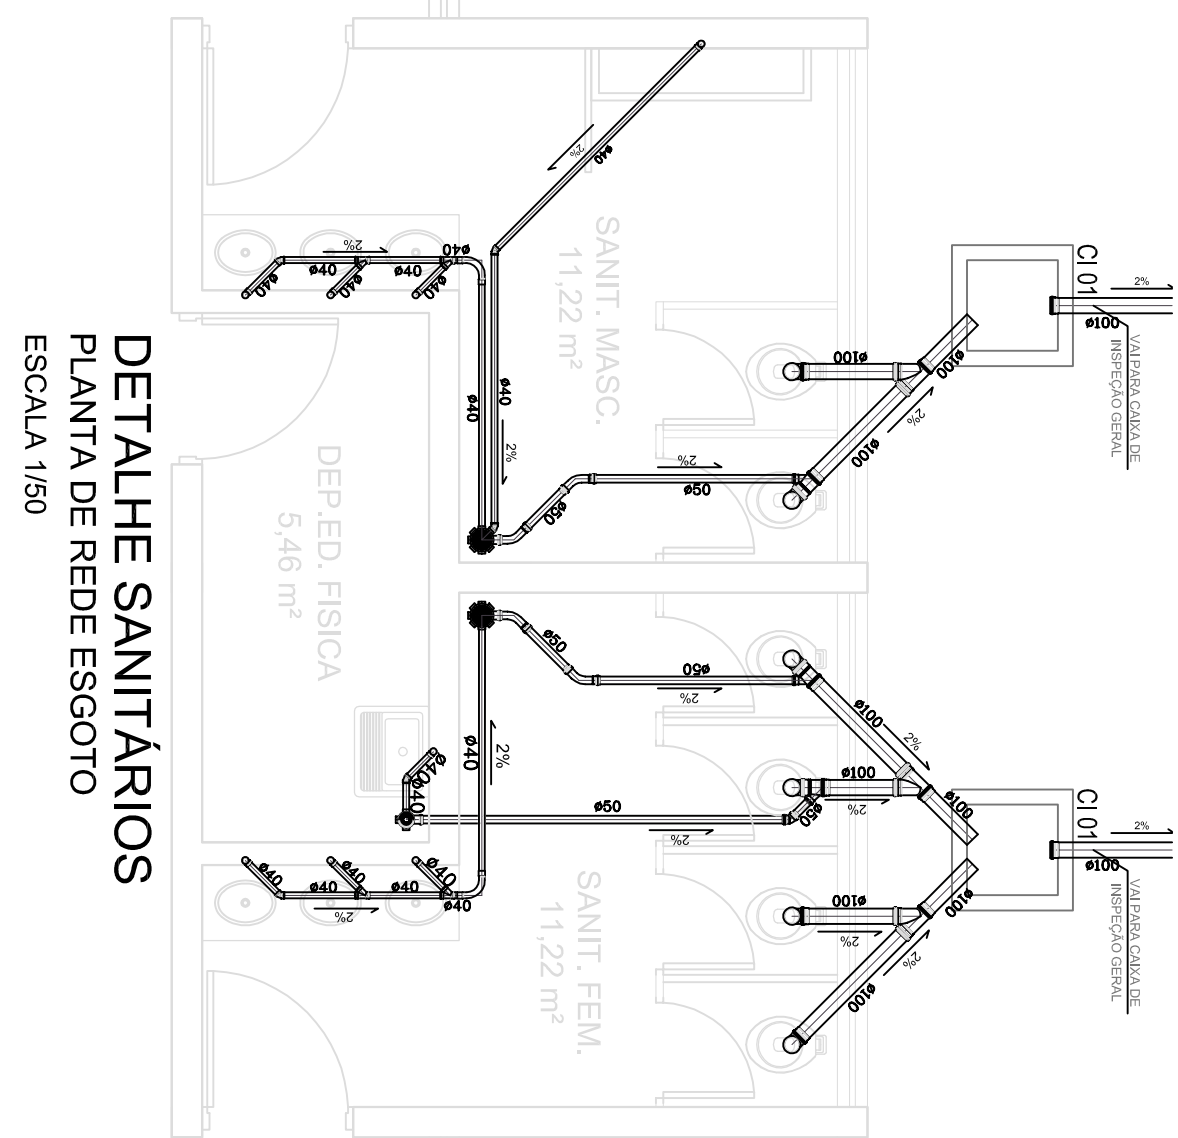 DETALHE SANITÁRIOS
PLANTA DE REDE ESGOTO
ESCALA 1/50
SANIT. MASC.
11,22 m²
DEP.ED. FISICA
5,46 m²
SANIT. FEM.
11,22 m²
CI 01
2%
ø100
VAI PARA CAIXA DE
INSPEÇÃO GERAL
CI 01
2%
ø100
VAI PARA CAIXA DE
INSPEÇÃO GERAL
2%
ø40
2%
ø40
ø40
ø40
ø40
ø40
ø40
ø40
ø40
2%
ø100
ø100
2%
ø100
2%
ø50
ø50
ø50
ø50
2%
ø100
2%
ø100
2%
ø100
ø40
2%
ø40
ø40
ø50
2%
ø50
ø40
ø40
ø40
ø40
ø40
ø40
2%
ø100
2%
ø100
2%
ø100